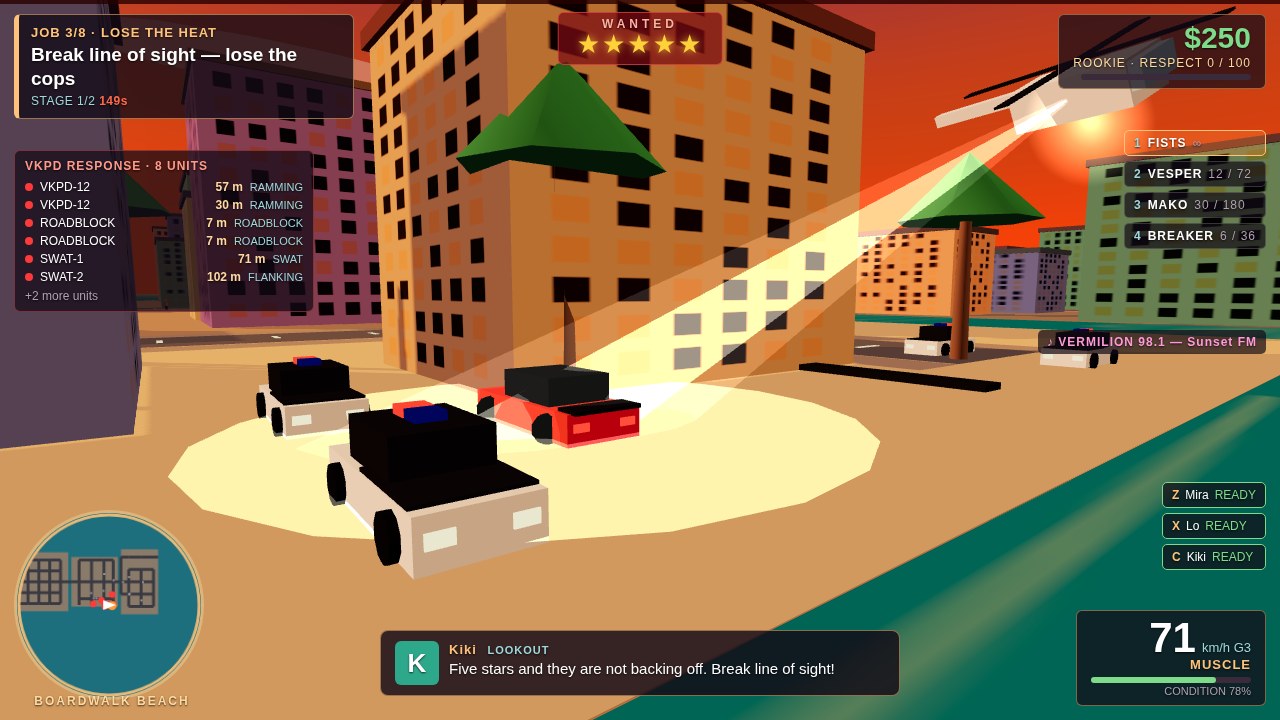 JOB 3/8 · LOSE THE HEAT
Break line of sight — lose the
cops
STAGE 1/2 149s
WANTED
★★★★★
$250
ROOKIE · RESPECT 0 / 100
VKPD RESPONSE · 8 UNITS
VKPD-12 57 m RAMMING
VKPD-12 30 m RAMMING
ROADBLOCK 7 m ROADBLOCK
ROADBLOCK 7 m ROADBLOCK
SWAT-1 71 m SWAT
SWAT-2 102 m FLANKING
+2 more units
1 FISTS ∞
2 VESPER 12 / 72
3 MAKO 30 / 180
4 BREAKER 6 / 36
♪ VERMILION 98.1 — Sunset FM
Z Mira READY
X Lo READY
C Kiki READY
K
Kiki LOOKOUT
Five stars and they are not backing off. Break line of sight!
71 km/h G3
MUSCLE
CONDITION 78%
BOARDWALK BEACH